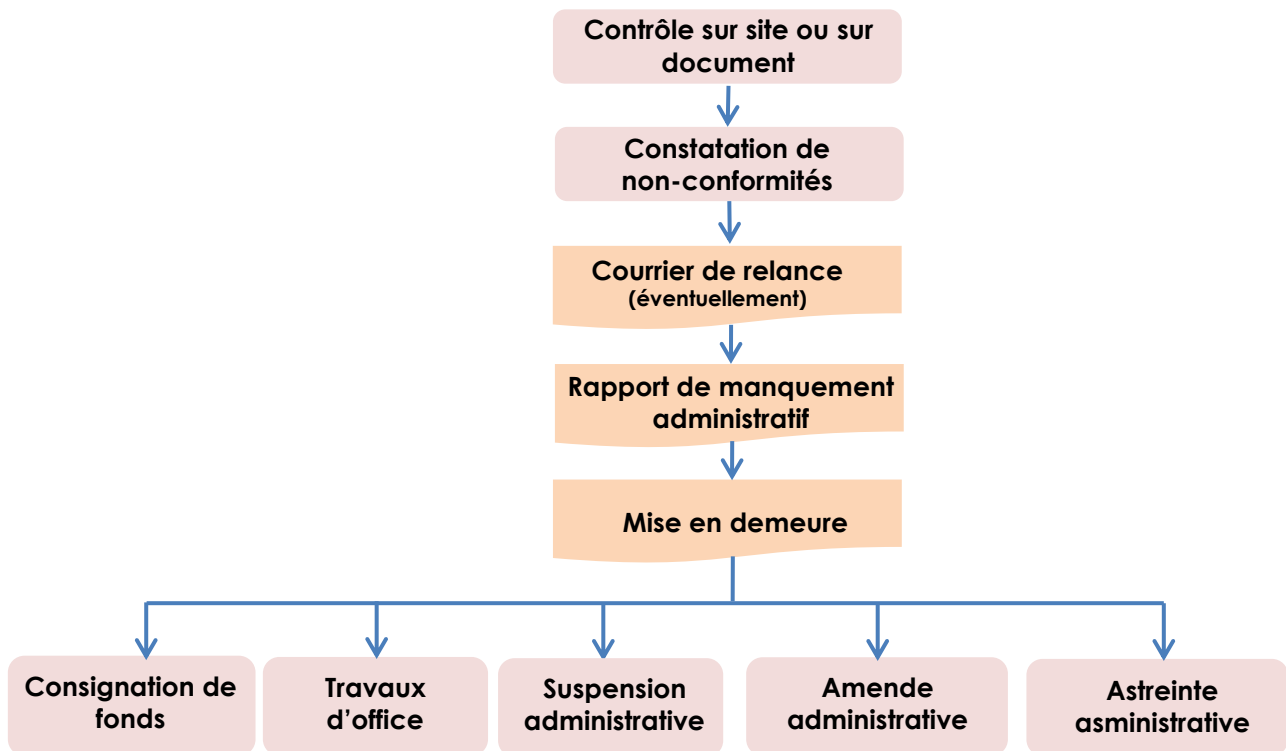 Contrôle sur site ou sur
document
Constatation de
non-conformités
Courrier de relance
(éventuellement)
Rapport de manquement
administratif
Mise en demeure
Consignation de
fonds
Travaux
d’office
Suspension
administrative
Amende
administrative
Astreinte
asministrative